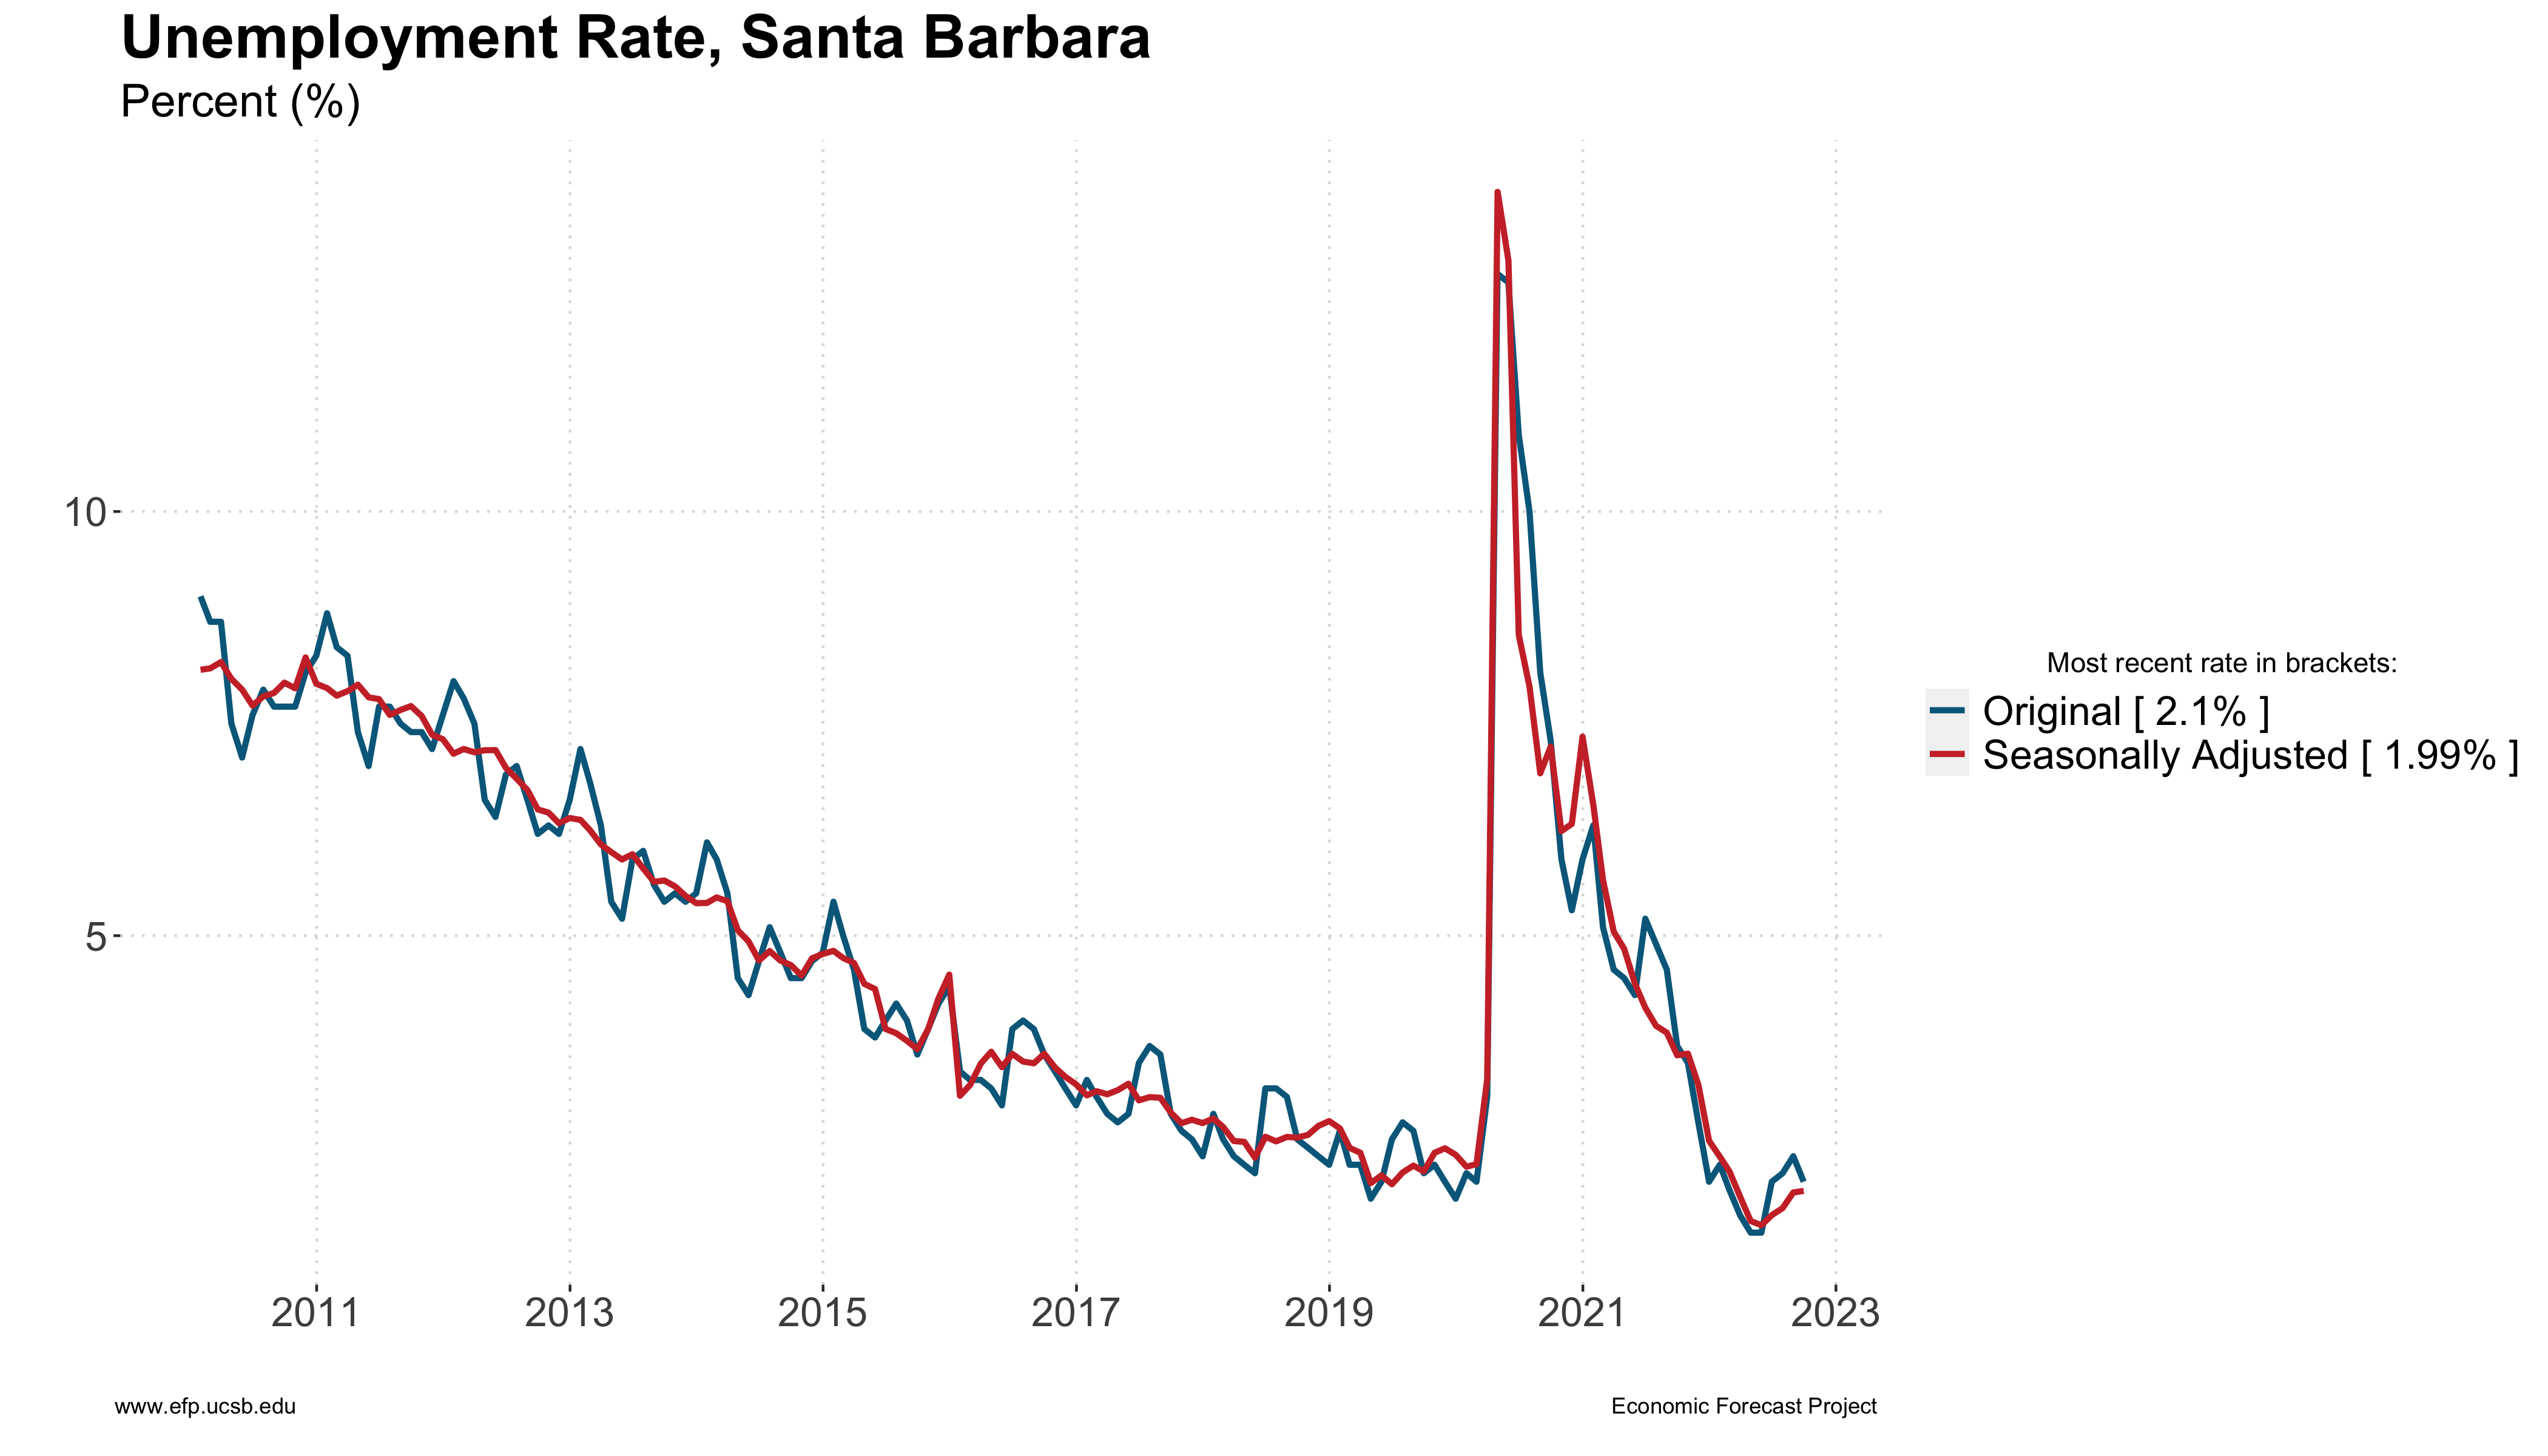 Unemployment Rate, Santa Barbara
Percent (%)
10
5
2011 2013 2015 2017 2019 2021 2023
Most recent rate in brackets:
Original [ 2.1% ]
Seasonally Adjusted [ 1.99% ]
www.efp.ucsb.edu
Economic Forecast Project